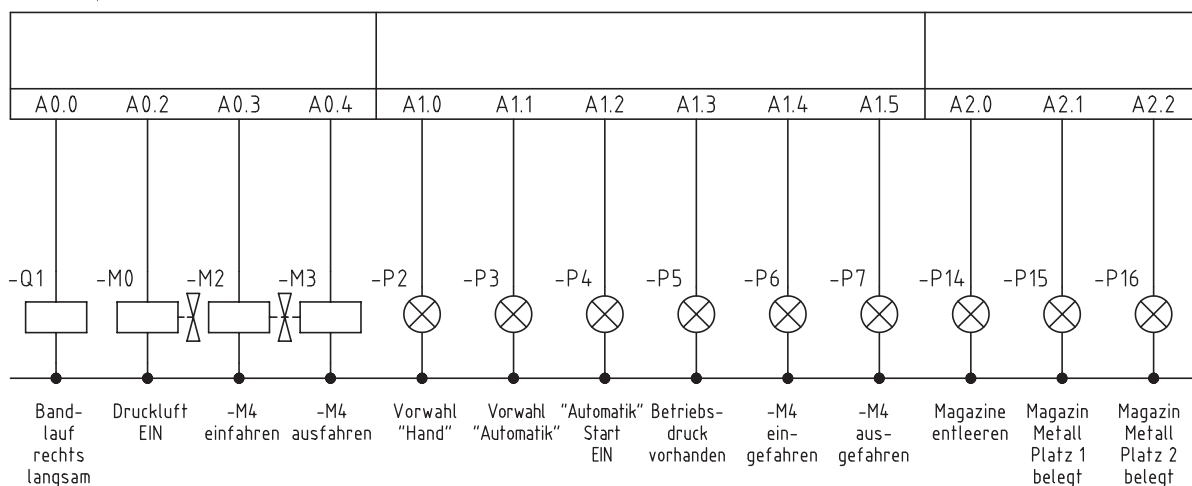 A0.0 A0.2 A0.3 A0.4 A1.0 A1.1 A1.2 A1.3 A1.4 A1.5 A2.0 A2.1 A2.2
-Q1 -M0 -M2 -M3 -P2 -P3 -P4 -P5 -P6 -P7 -P14 -P15 -P16
Band-
lauf
rechts
langsam
Druckluft
EIN
-M4
einfahren
-M4
ausfahren
Vorwahl
"Hand"
Vorwahl
"Automatik"
"Automatik"
Start
EIN
Betriebs-
druck
vorhanden
-M4
ein-
gefahren
-M4
aus-
gefahren
Magazine
entleeren
Magazin
Metall
Platz 1
belegt
Magazin
Metall
Platz 2
belegt